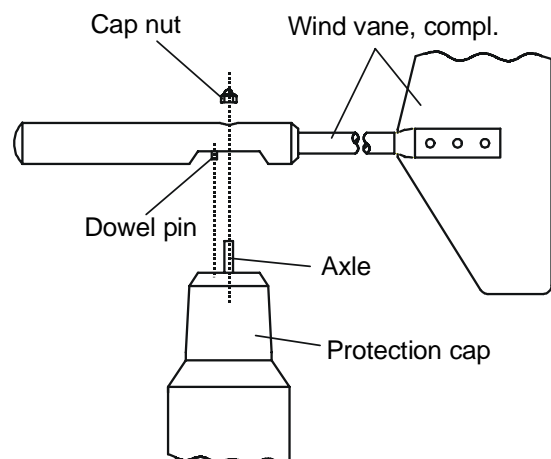 Cap nut
Wind vane, compl.
Dowel pin
Axle
Protection cap